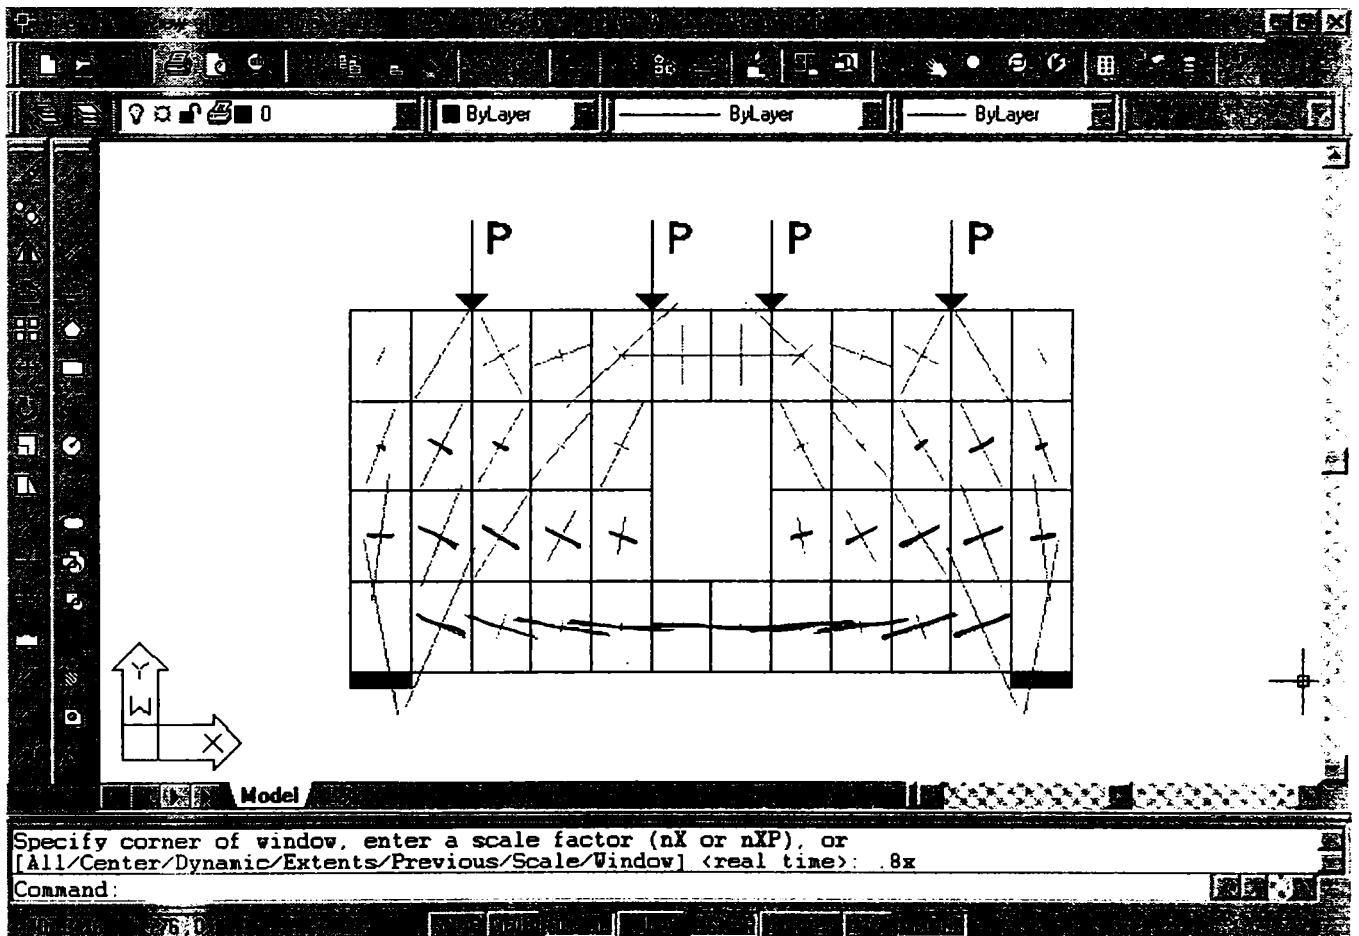 0 ByLayer ByLayer ByLayer
P P P P
Y
W
X
Model
Specify corner of window, enter a scale factor (nX or nXP), or
[All/Center/Dynamic/Extents/Previous/Scale/Window] <real time>: .8x
Command: